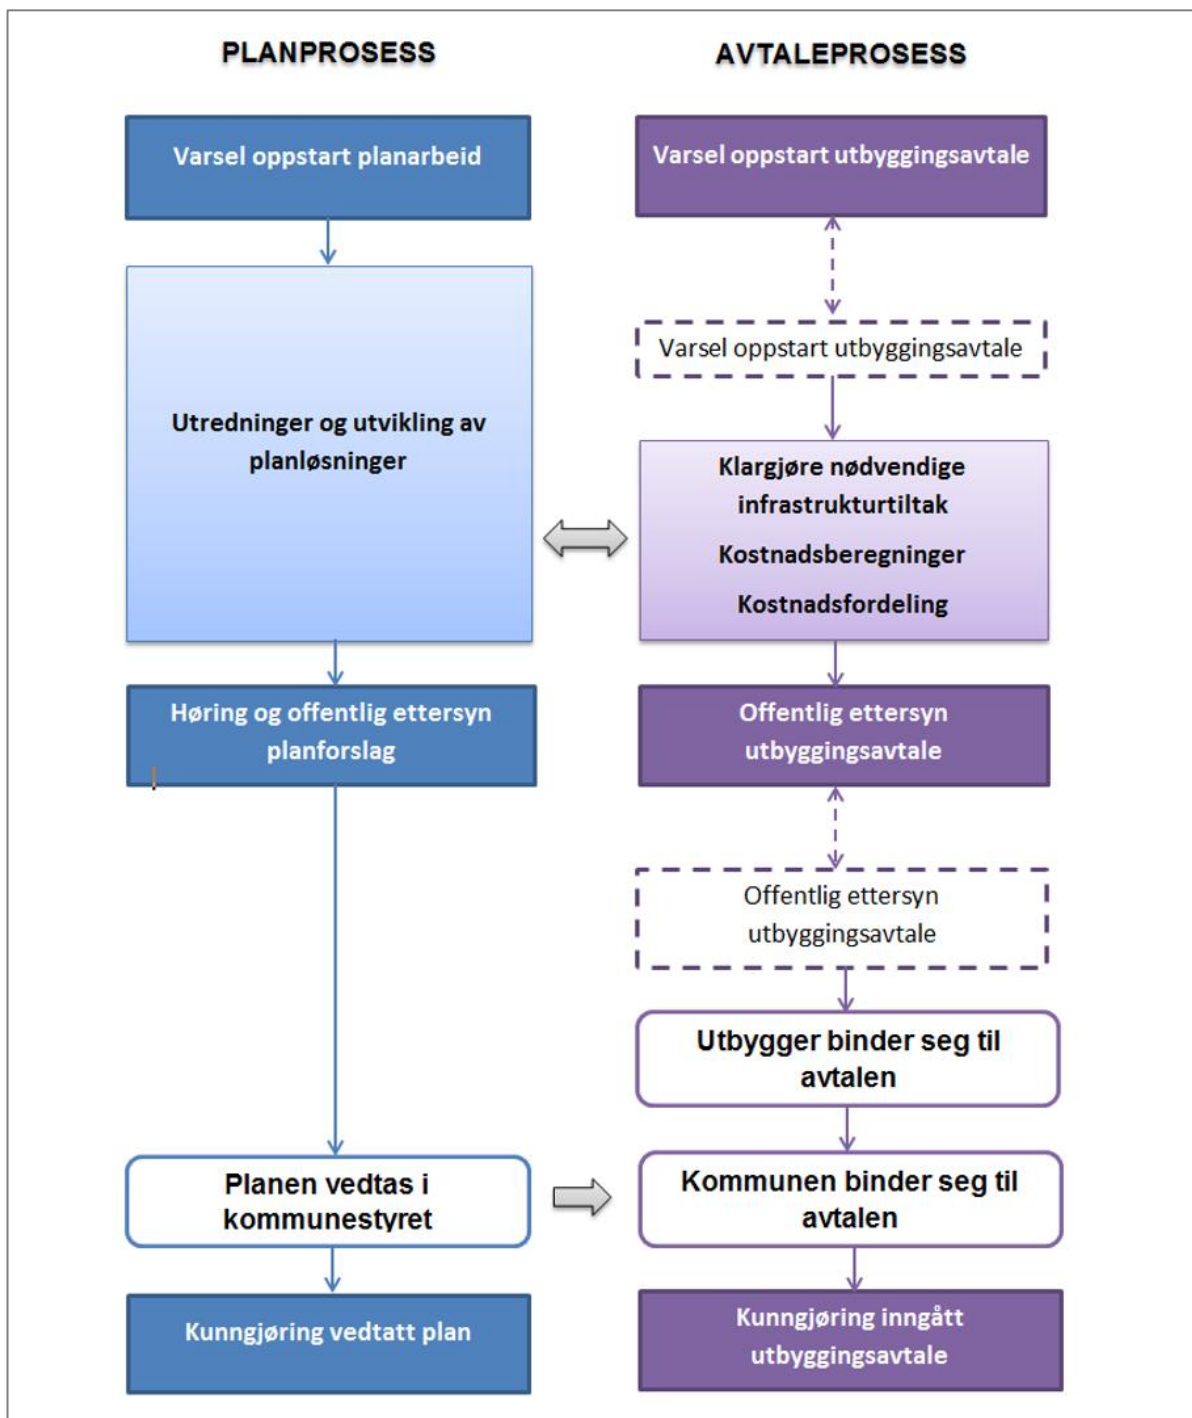 PLANPROSESS
Varsel oppstart planarbeid
Utredninger og utvikling av
planløsninger
Høring og offentlig ettersyn
planforslag
Planen vedtas i
kommunestyret
Kunngjøring vedtatt plan
AVTALEPROSESS
Varsel oppstart utbyggingsavtale
Varsel oppstart utbyggingsavtale
Klargjøre nødvendige
infrastrukturtiltak
Kostnadsberegninger
Kostnadsfordeling
Offentlig ettersyn
utbyggingsavtale
Offentlig ettersyn
utbyggingsavtale
Utbygger binder seg til
avtalen
Kommunen binder seg til
avtalen
Kunngjøring inngått
utbyggingsavtale